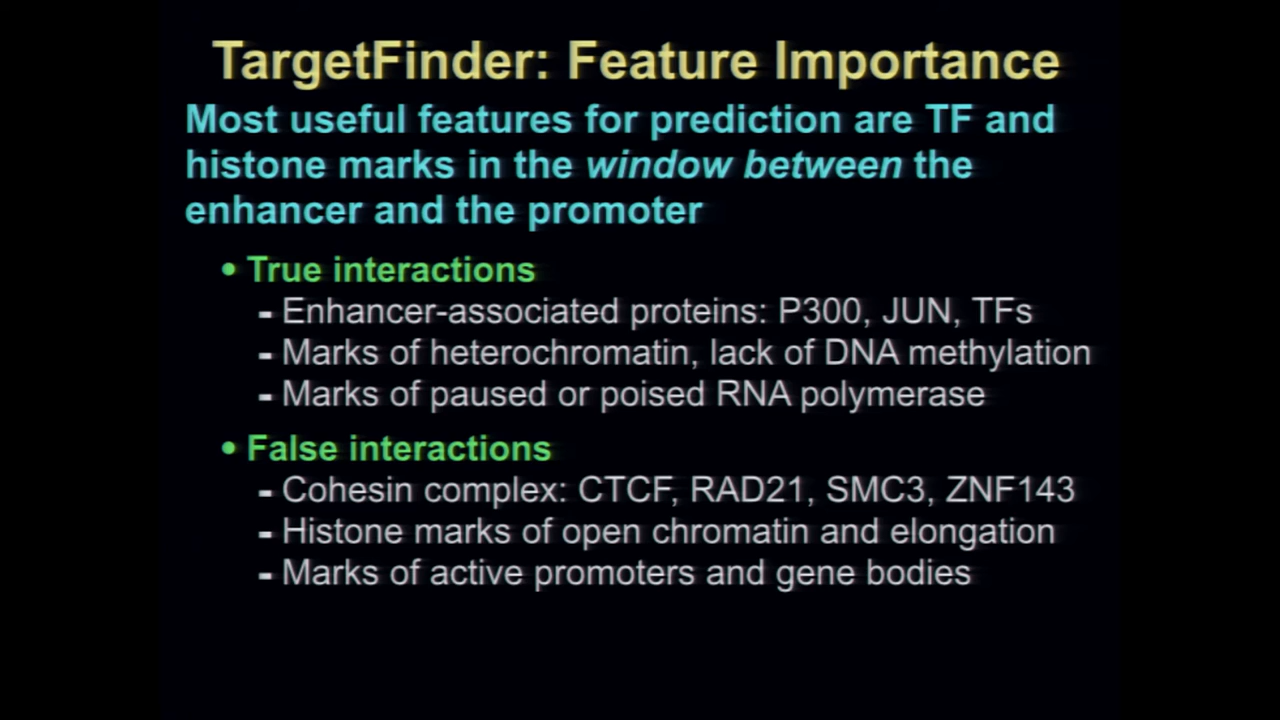 TargetFinder: Feature Importance
Most useful features for prediction are TF and
histone marks in the window between the
enhancer and the promoter
• True interactions
- Enhancer-associated proteins: P300, JUN, TFs
- Marks of heterochromatin, lack of DNA methylation
- Marks of paused or poised RNA polymerase
• False interactions
- Cohesin complex: CTCF, RAD21, SMC3, ZNF143
- Histone marks of open chromatin and elongation
- Marks of active promoters and gene bodies